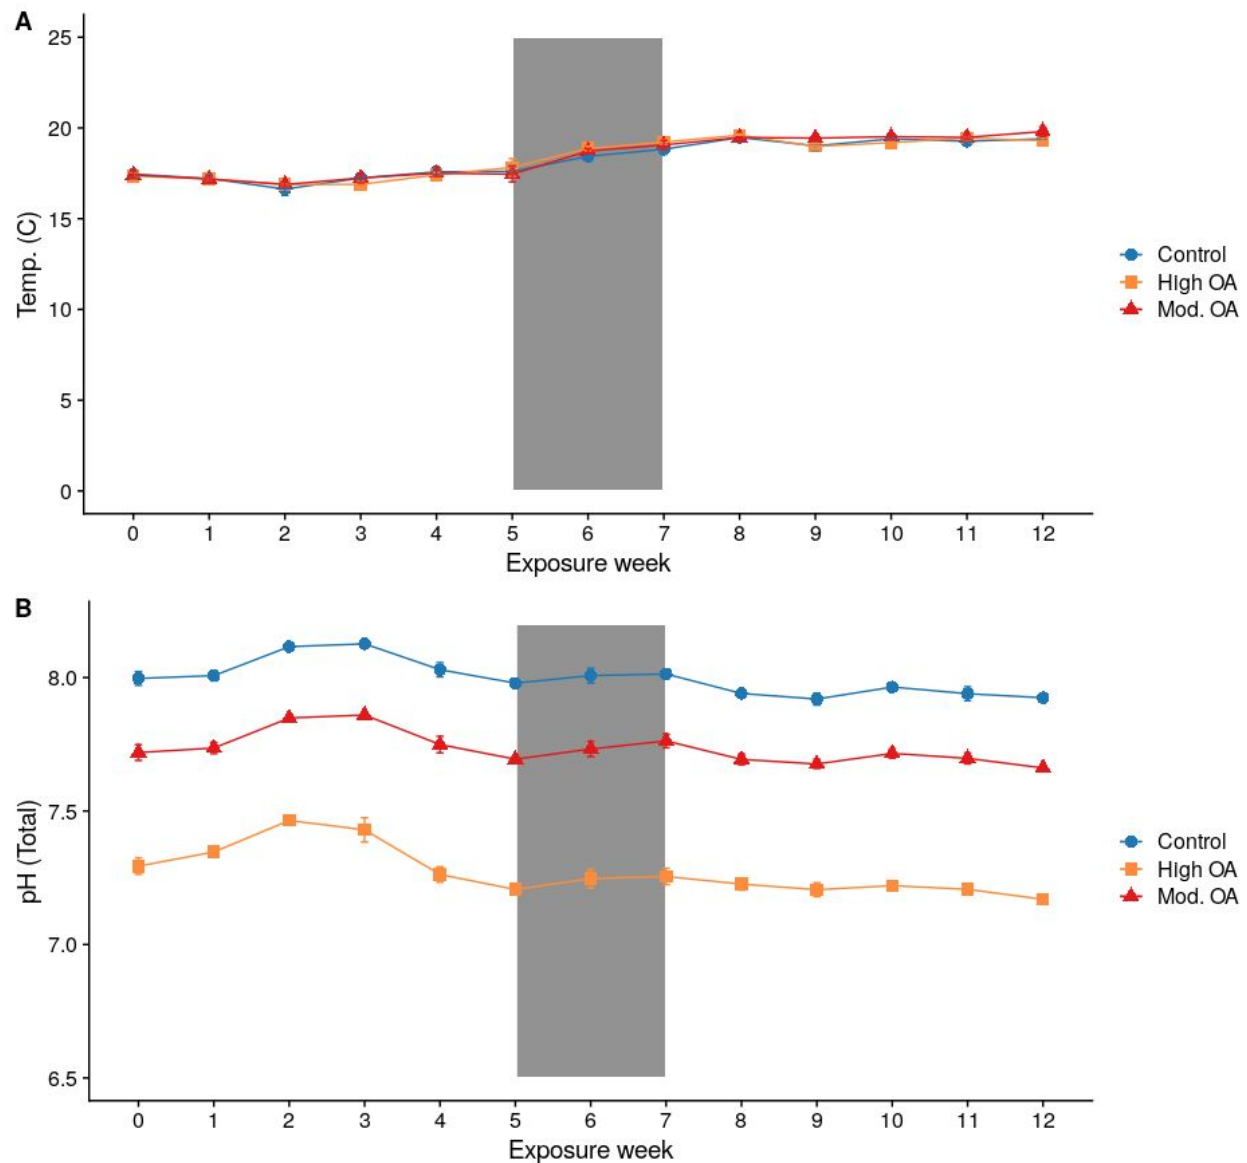 A
25
20
15
10
5
0
Temp. (C)
0 1 2 3 4 5 6 7 8 9 10 11 12
Exposure week
Control
High OA
Mod. OA
B
8.0
7.5
7.0
6.5
pH (Total)
0 1 2 3 4 5 6 7 8 9 10 11 12
Exposure week
Control
High OA
Mod. OA